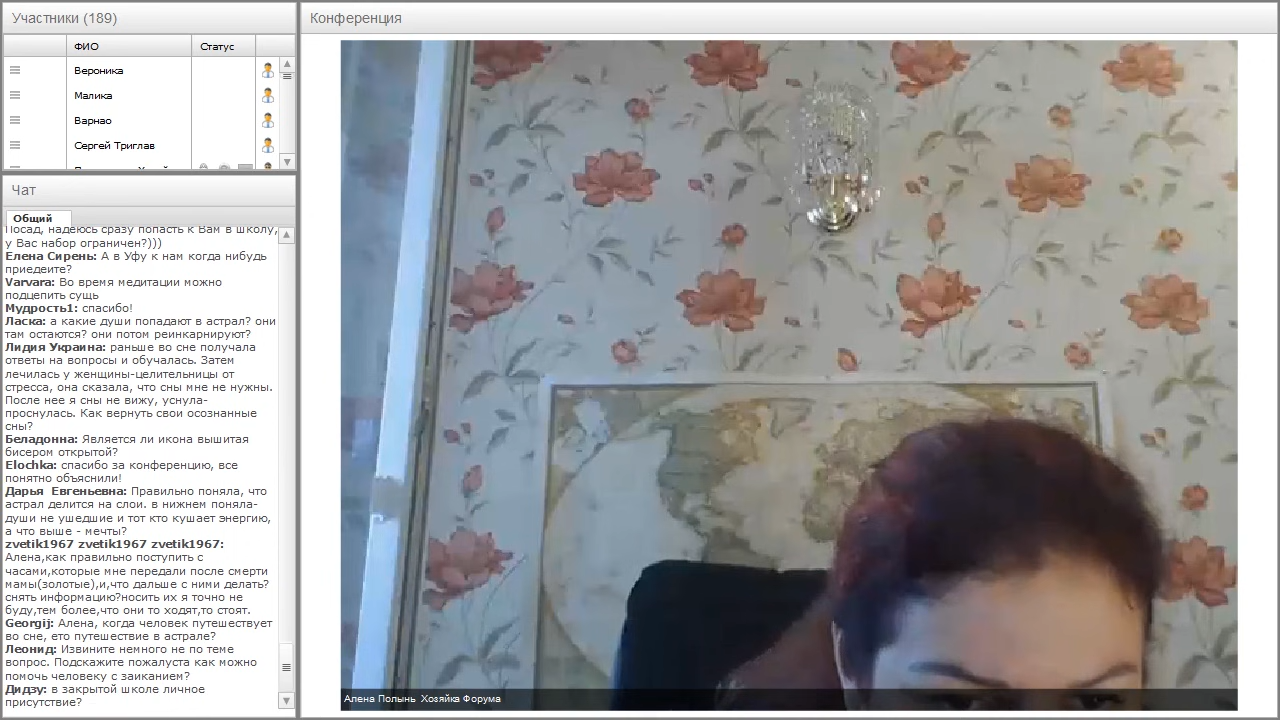 Участники (189)
ФИО
Статус
Вероника
Малика
Варнао
Сергей Триглав
Чат
Общий
к Вам в школу,
у Вас набор ограничен)))
Елена Сирень: А в Уфу к нам когда нибудь
приедеите?
Varvara: Во время медитации можно
подцепить сущь
Мудрость1: спасибо!
Ласка: а какие души попадают в астрал? они
там остаются? они потом реинкарнируют?
Лидия Украина: раньше во сне получала
ответы на вопросы и обучалась. Затем
лечилась у женщины-целительницы от
стресса, она сказала, что сны мне не нужны.
После нее я сны не вижу, уснула-
проснулась. Как вернуть свои осознанные
сны?
Беладонна: Является ли икона вышитая
бисером открытой?
Elochka: спасибо за конференцию, все
понятно объяснили!
Дарья Евгеньевна: Правильно поняла, что
астрал делится на слои. в нижнем поняла-
души не ушедшие и тот кто кушает энергию,
а что выше - мечты?
zvetik1967 zvetik1967 zvetik1967:
Алена,как правильно поступить с
часами,которые мне передали после смерти
мамы(золотые),и,что дальше с ними делать?
снять информацию?носить их я точно не
буду,тем более,что они то ходят,то стоят.
Georgij: Алена, когда человек путешествует
во сне, ето путешествие в астрале?
Леонид: Извините немного не по теме
вопрос. Подскажите пожалуста как можно
помочь человеку с заиканием?
в закрытой школе личное
присутствие?
Конференция
Алена Полынь Хозяйка Форума